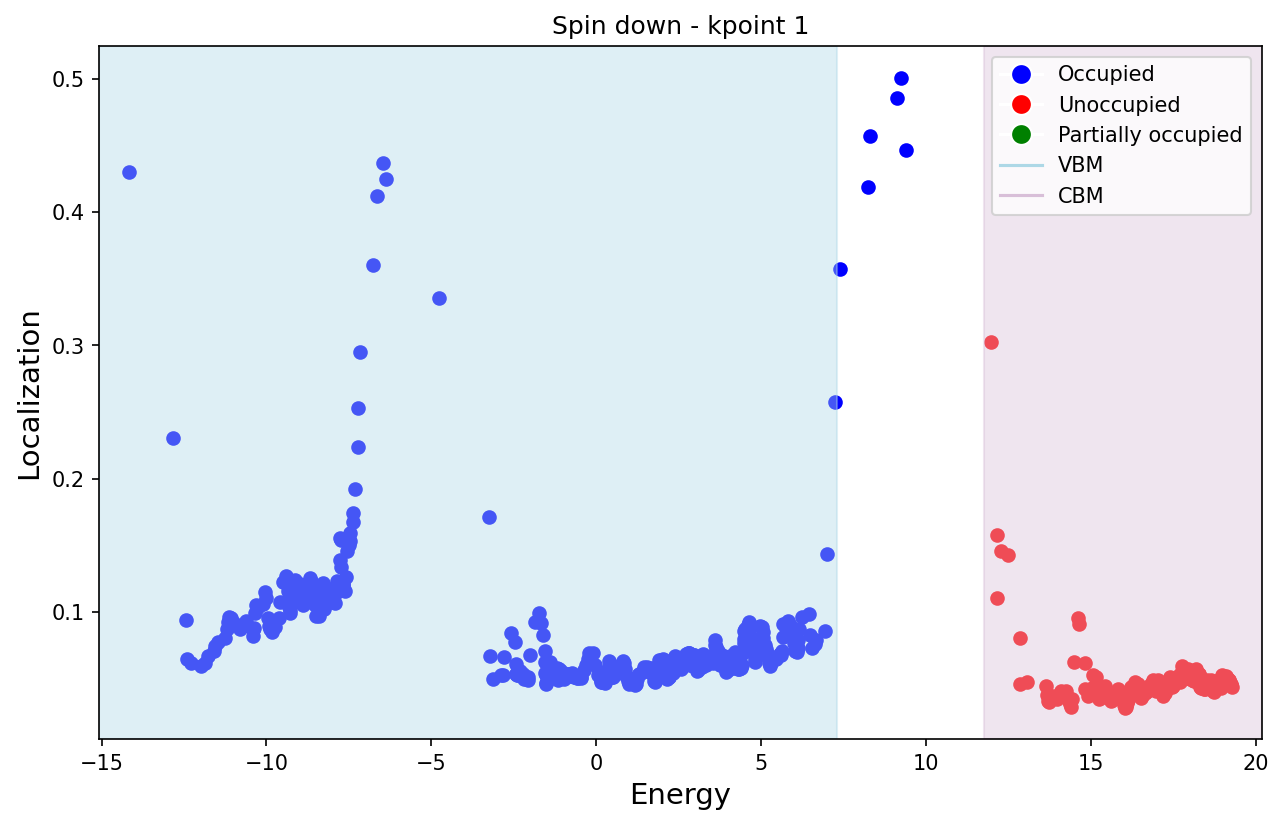 Spin down - kpoint 1
Localization
0.5
0.4
0.3
0.2
0.1
Occupied
Unoccupied
Partially occupied
VBM
CBM
−15
−10
−5
0
5
10
15
20
Energy